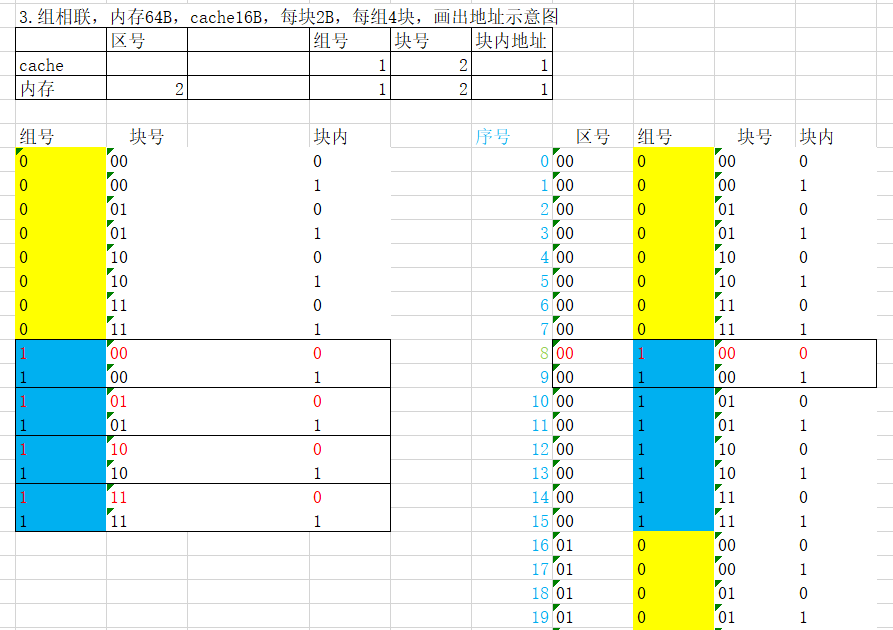 3.组相联，内存64B，cache16B，每块2B，每组4块，画出地址示意图
区号 组号 块号 块内地址
cache 1 2 1
内存 2 1 2 1
组号 块号 块内 序号 区号 组号 块号 块内
0 00 0 0 00 0 00 0
0 00 1 1 00 0 00 1
0 01 0 2 00 0 01 0
0 01 1 3 00 0 01 1
0 10 0 4 00 0 10 0
0 10 1 5 00 0 10 1
0 11 0 6 00 0 11 0
0 11 1 7 00 0 11 1
1 00 0 8 00 1 00 0
1 00 1 9 00 1 00 1
1 01 0 10 00 1 01 0
1 01 1 11 00 1 01 1
1 10 0 12 00 1 10 0
1 10 1 13 00 1 10 1
1 11 0 14 00 1 11 0
1 11 1 15 00 1 11 1
16 01 0 00 0
17 01 0 00 1
18 01 0 01 0
19 01 0 01 1